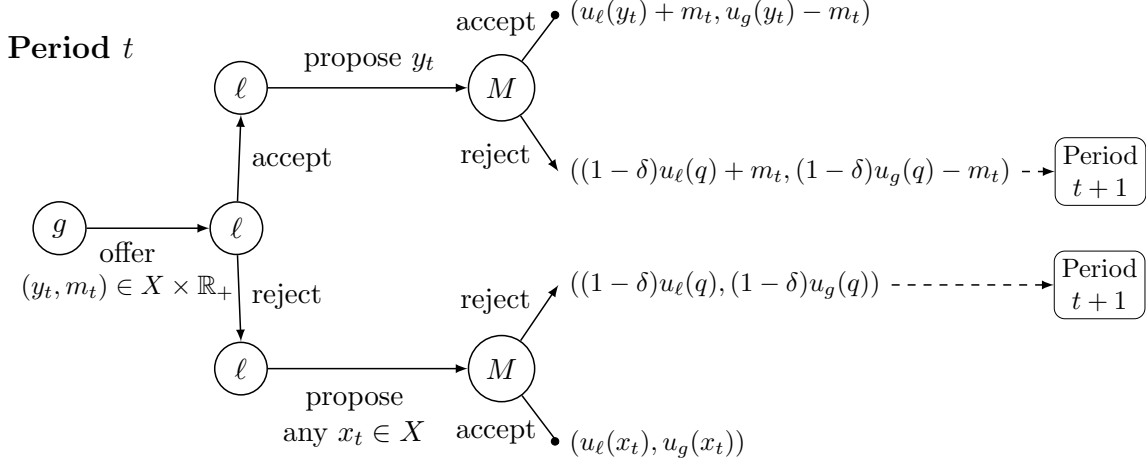 Period t
g
offer
(y_t, m_t) ∈ X × ℝ_+
ℓ
accept
ℓ
propose y_t
M
accept
(u_ℓ(y_t) + m_t, u_g(y_t) − m_t)
reject
((1 − δ)u_ℓ(q) + m_t, (1 − δ)u_g(q) − m_t)
Period
t + 1
reject
ℓ
propose
any x_t ∈ X
M
reject
((1 − δ)u_ℓ(q), (1 − δ)u_g(q))
Period
t + 1
accept
(u_ℓ(x_t), u_g(x_t))